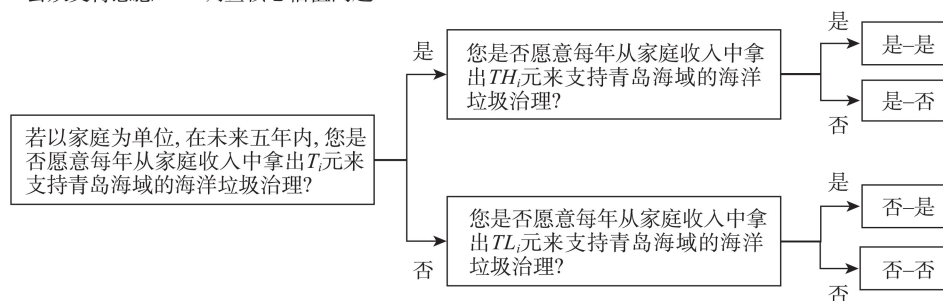 是
您是否愿意每年从家庭收入中拿
出THi元来支持青岛海域的海洋
垃圾治理?
是
是–是
否
是–否
若以家庭为单位, 在未来五年内, 您是
否愿意每年从家庭收入中拿出Ti元来
支持青岛海域的海洋垃圾治理?
否
您是否愿意每年从家庭收入中拿
出TLi元来支持青岛海域的海洋
垃圾治理?
是
否–是
否
否–否